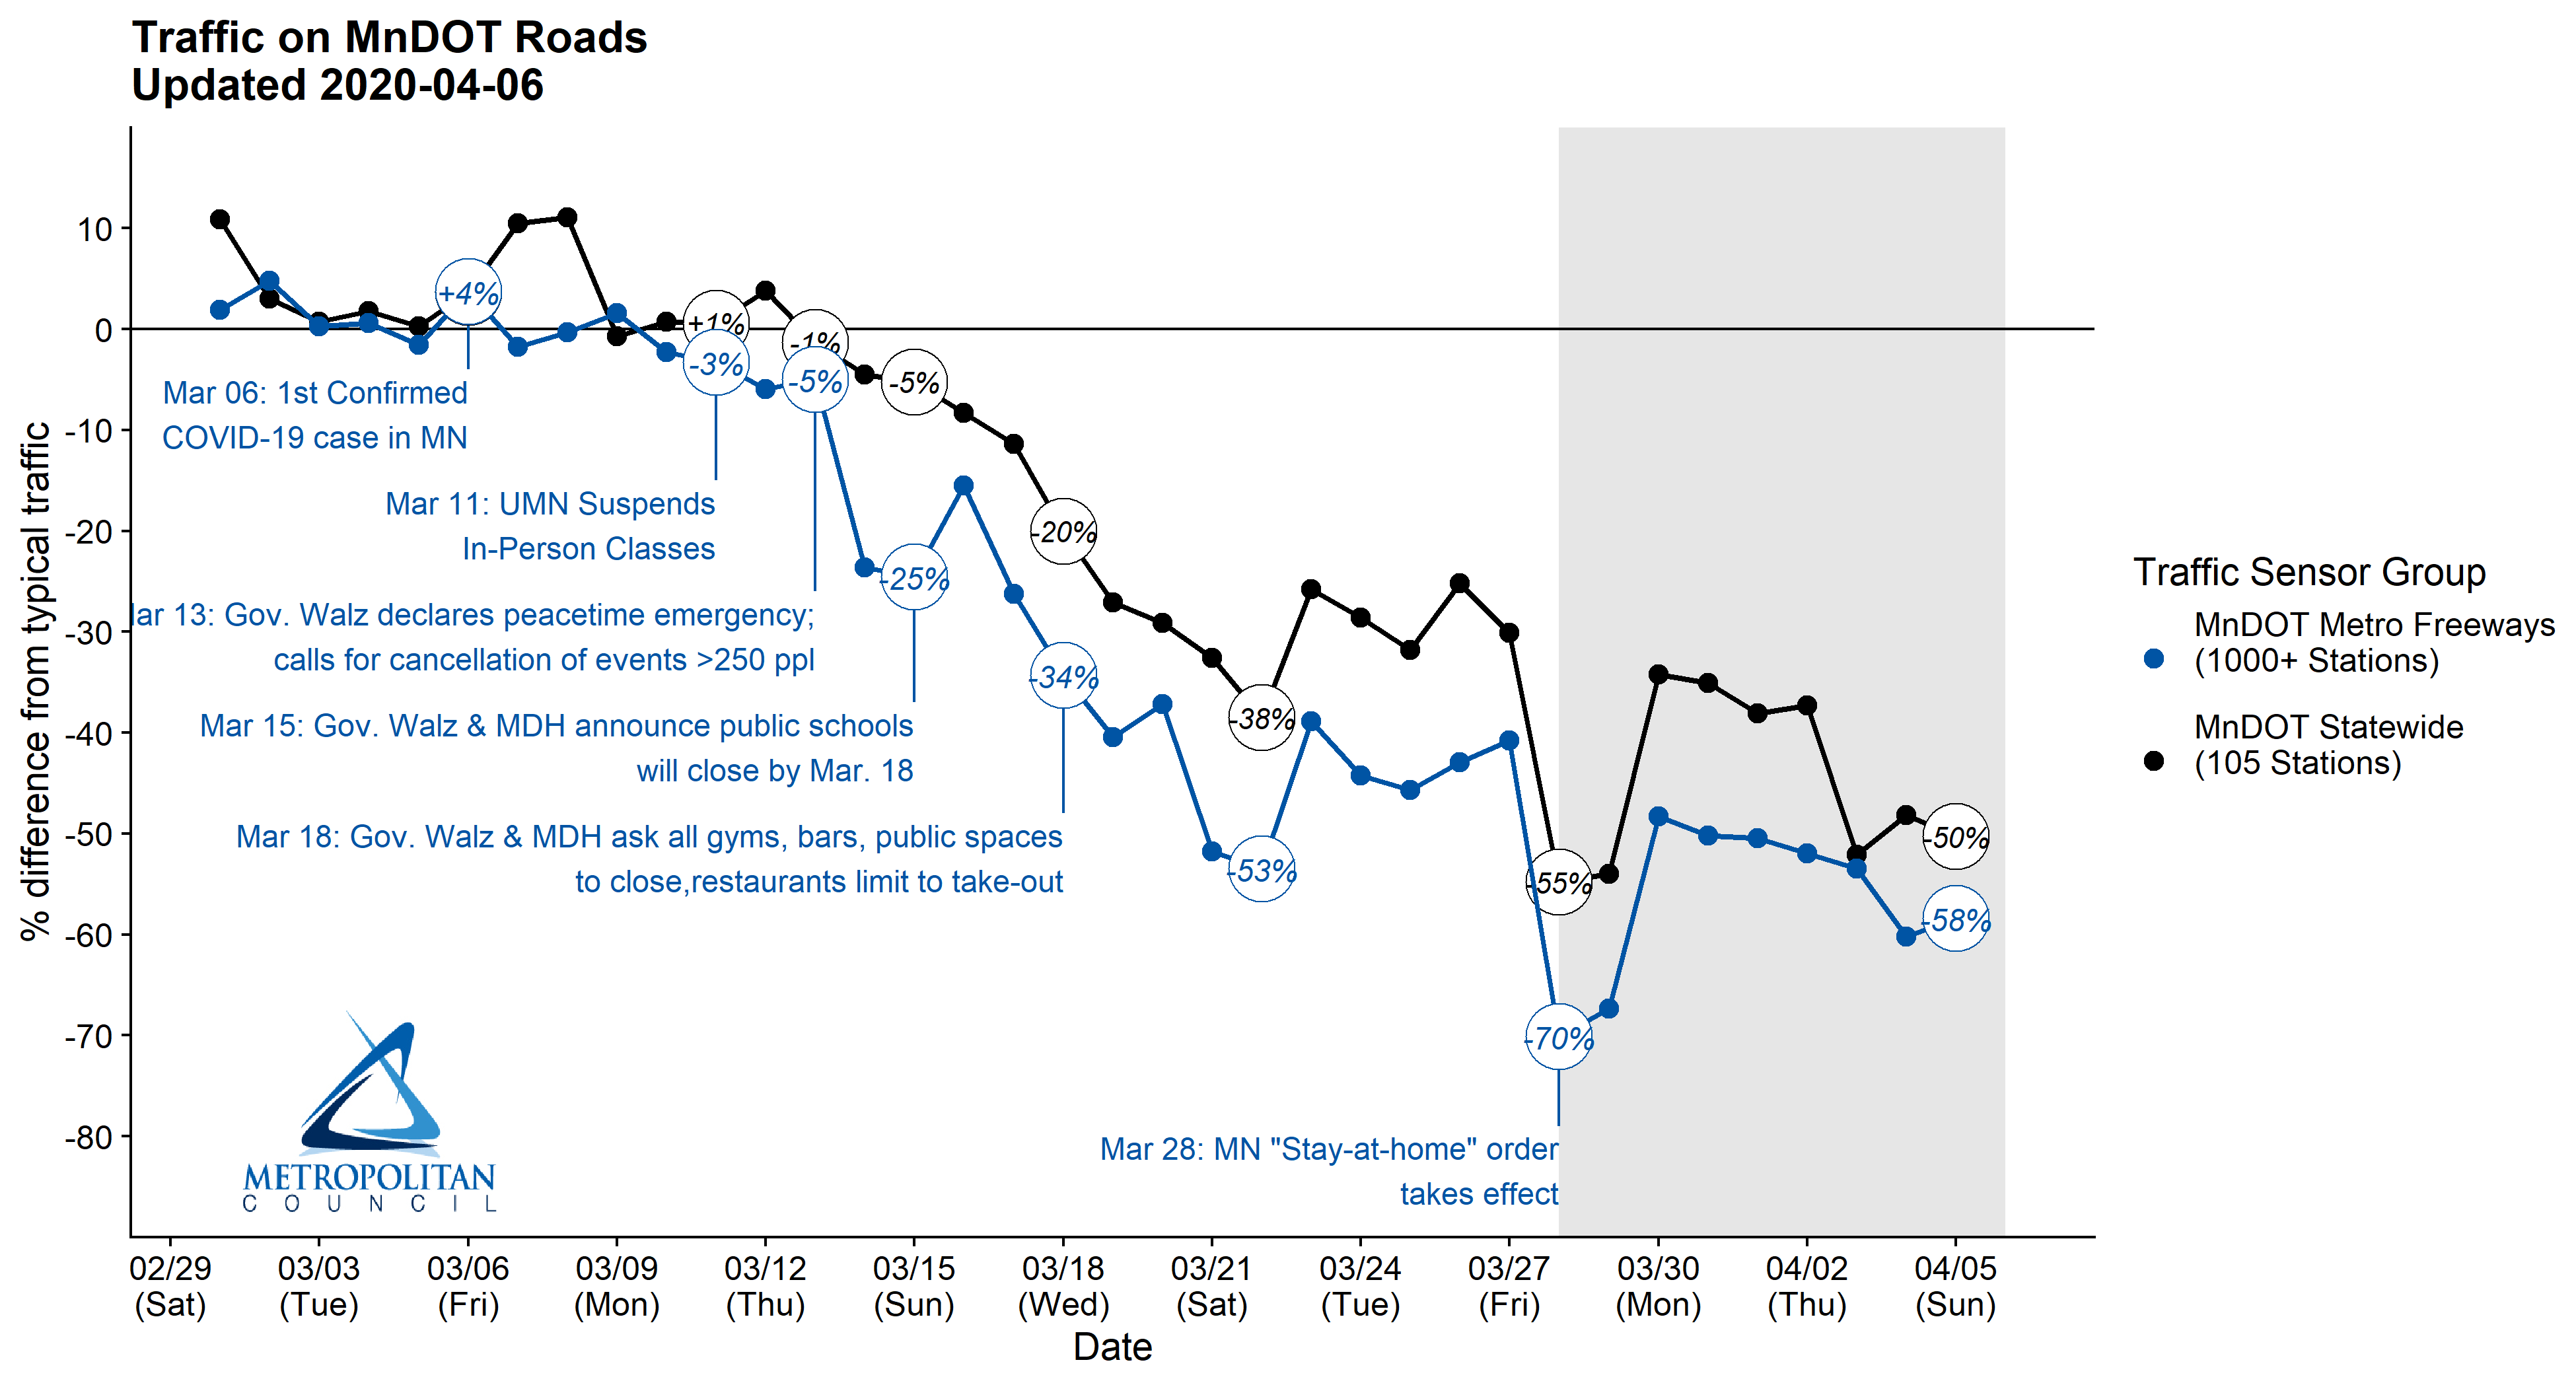 Traffic on MnDOT Roads
Updated 2020-04-06
% difference from typical traffic
10
0
-10
-20
-30
-40
-50
-60
-70
-80
+4%
+1%
-3%
-1%
-5%
-5%
-25%
-20%
-34%
-38%
-53%
-55%
-70%
-50%
-58%
Mar 06: 1st Confirmed
COVID-19 case in MN
Mar 11: UMN Suspends
In-Person Classes
13: Gov. Walz declares peacetime emergency;
calls for cancellation of events >250 ppl
Mar 15: Gov. Walz & MDH announce public schools
will close by Mar. 18
Mar 18: Gov. Walz & MDH ask all gyms, bars, public spaces
to close,restaurants limit to take-out
Mar 28: MN "Stay-at-home" order
takes effect
METROPOLITAN
COUNCIL
02/29 03/03 03/06 03/09 03/12 03/15 03/18 03/21 03/24 03/27 03/30 04/02 04/05
(Sat) (Tue) (Fri) (Mon) (Thu) (Sun) (Wed) (Sat) (Tue) (Fri) (Mon) (Thu) (Sun)
Date
Traffic Sensor Group
MnDOT Metro Freeways
(1000+ Stations)
MnDOT Statewide
(105 Stations)